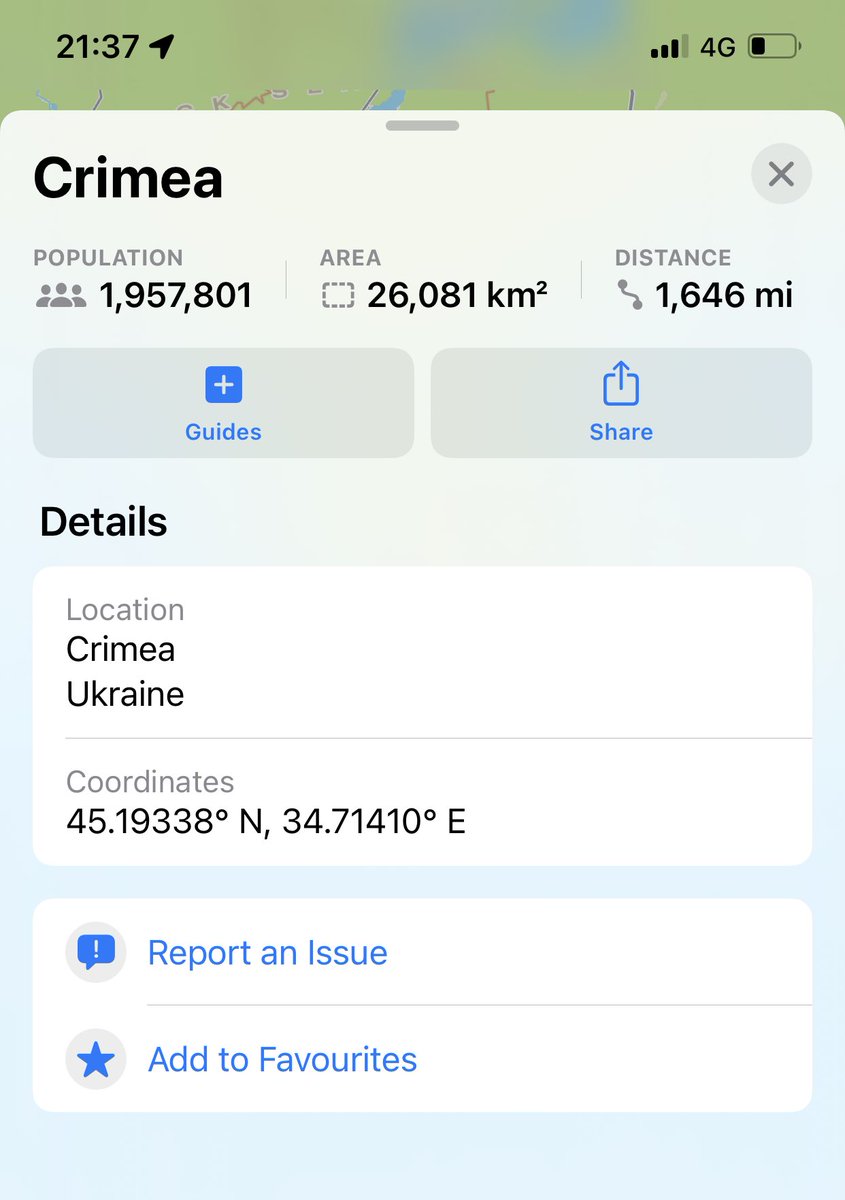 21:37 4G
Crimea
POPULATION AREA DISTANCE
1,957,801 26,081 km² 1,646 mi
Guides Share
Details
Location
Crimea
Ukraine
Coordinates
45.19338° N, 34.71410° E
Report an Issue
Add to Favourites